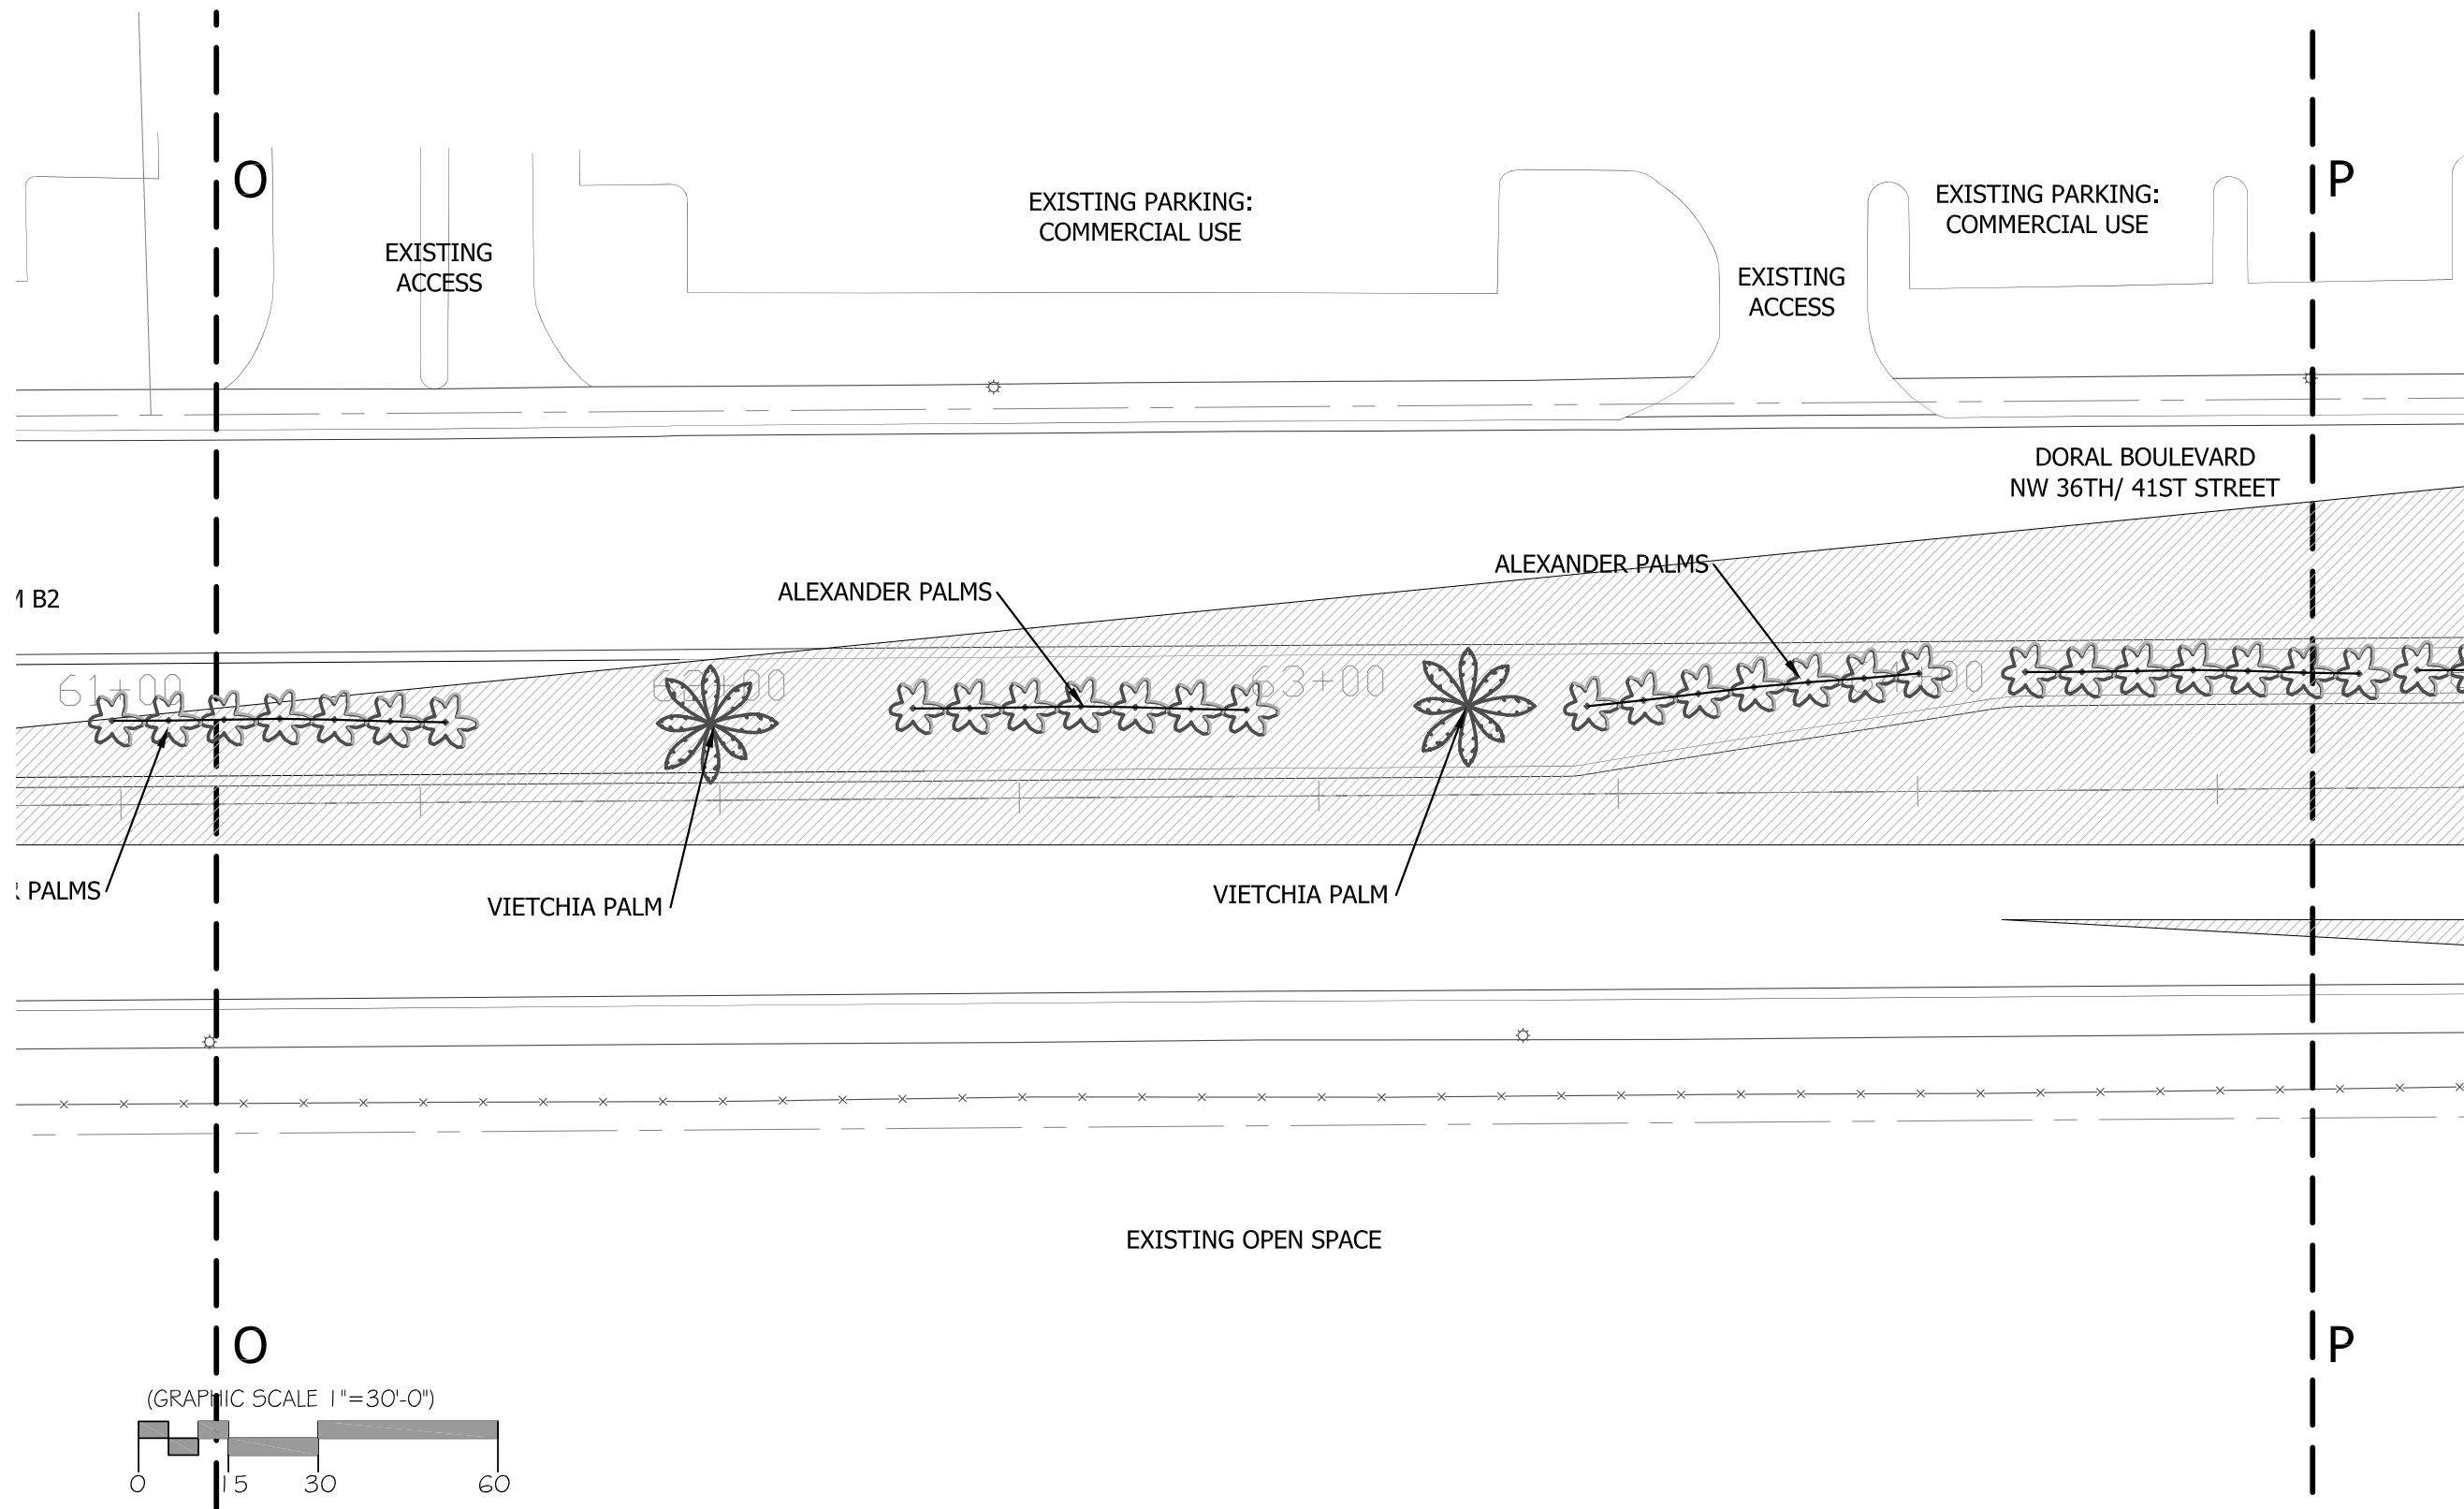 O
P
EXISTING PARKING:
COMMERCIAL USE
EXISTING PARKING:
COMMERCIAL USE
EXISTING
ACCESS
EXISTING
ACCESS
DORAL BOULEVARD
NW 36TH/ 41ST STREET
ALEXANDER PALMS
ALEXANDER PALMS
B2
61+00
63+00
PALMS
VIETCHIA PALM
VIETCHIA PALM
EXISTING OPEN SPACE
O
P
(GRAPHIC SCALE 1"=30'-0")
0 15 30 60